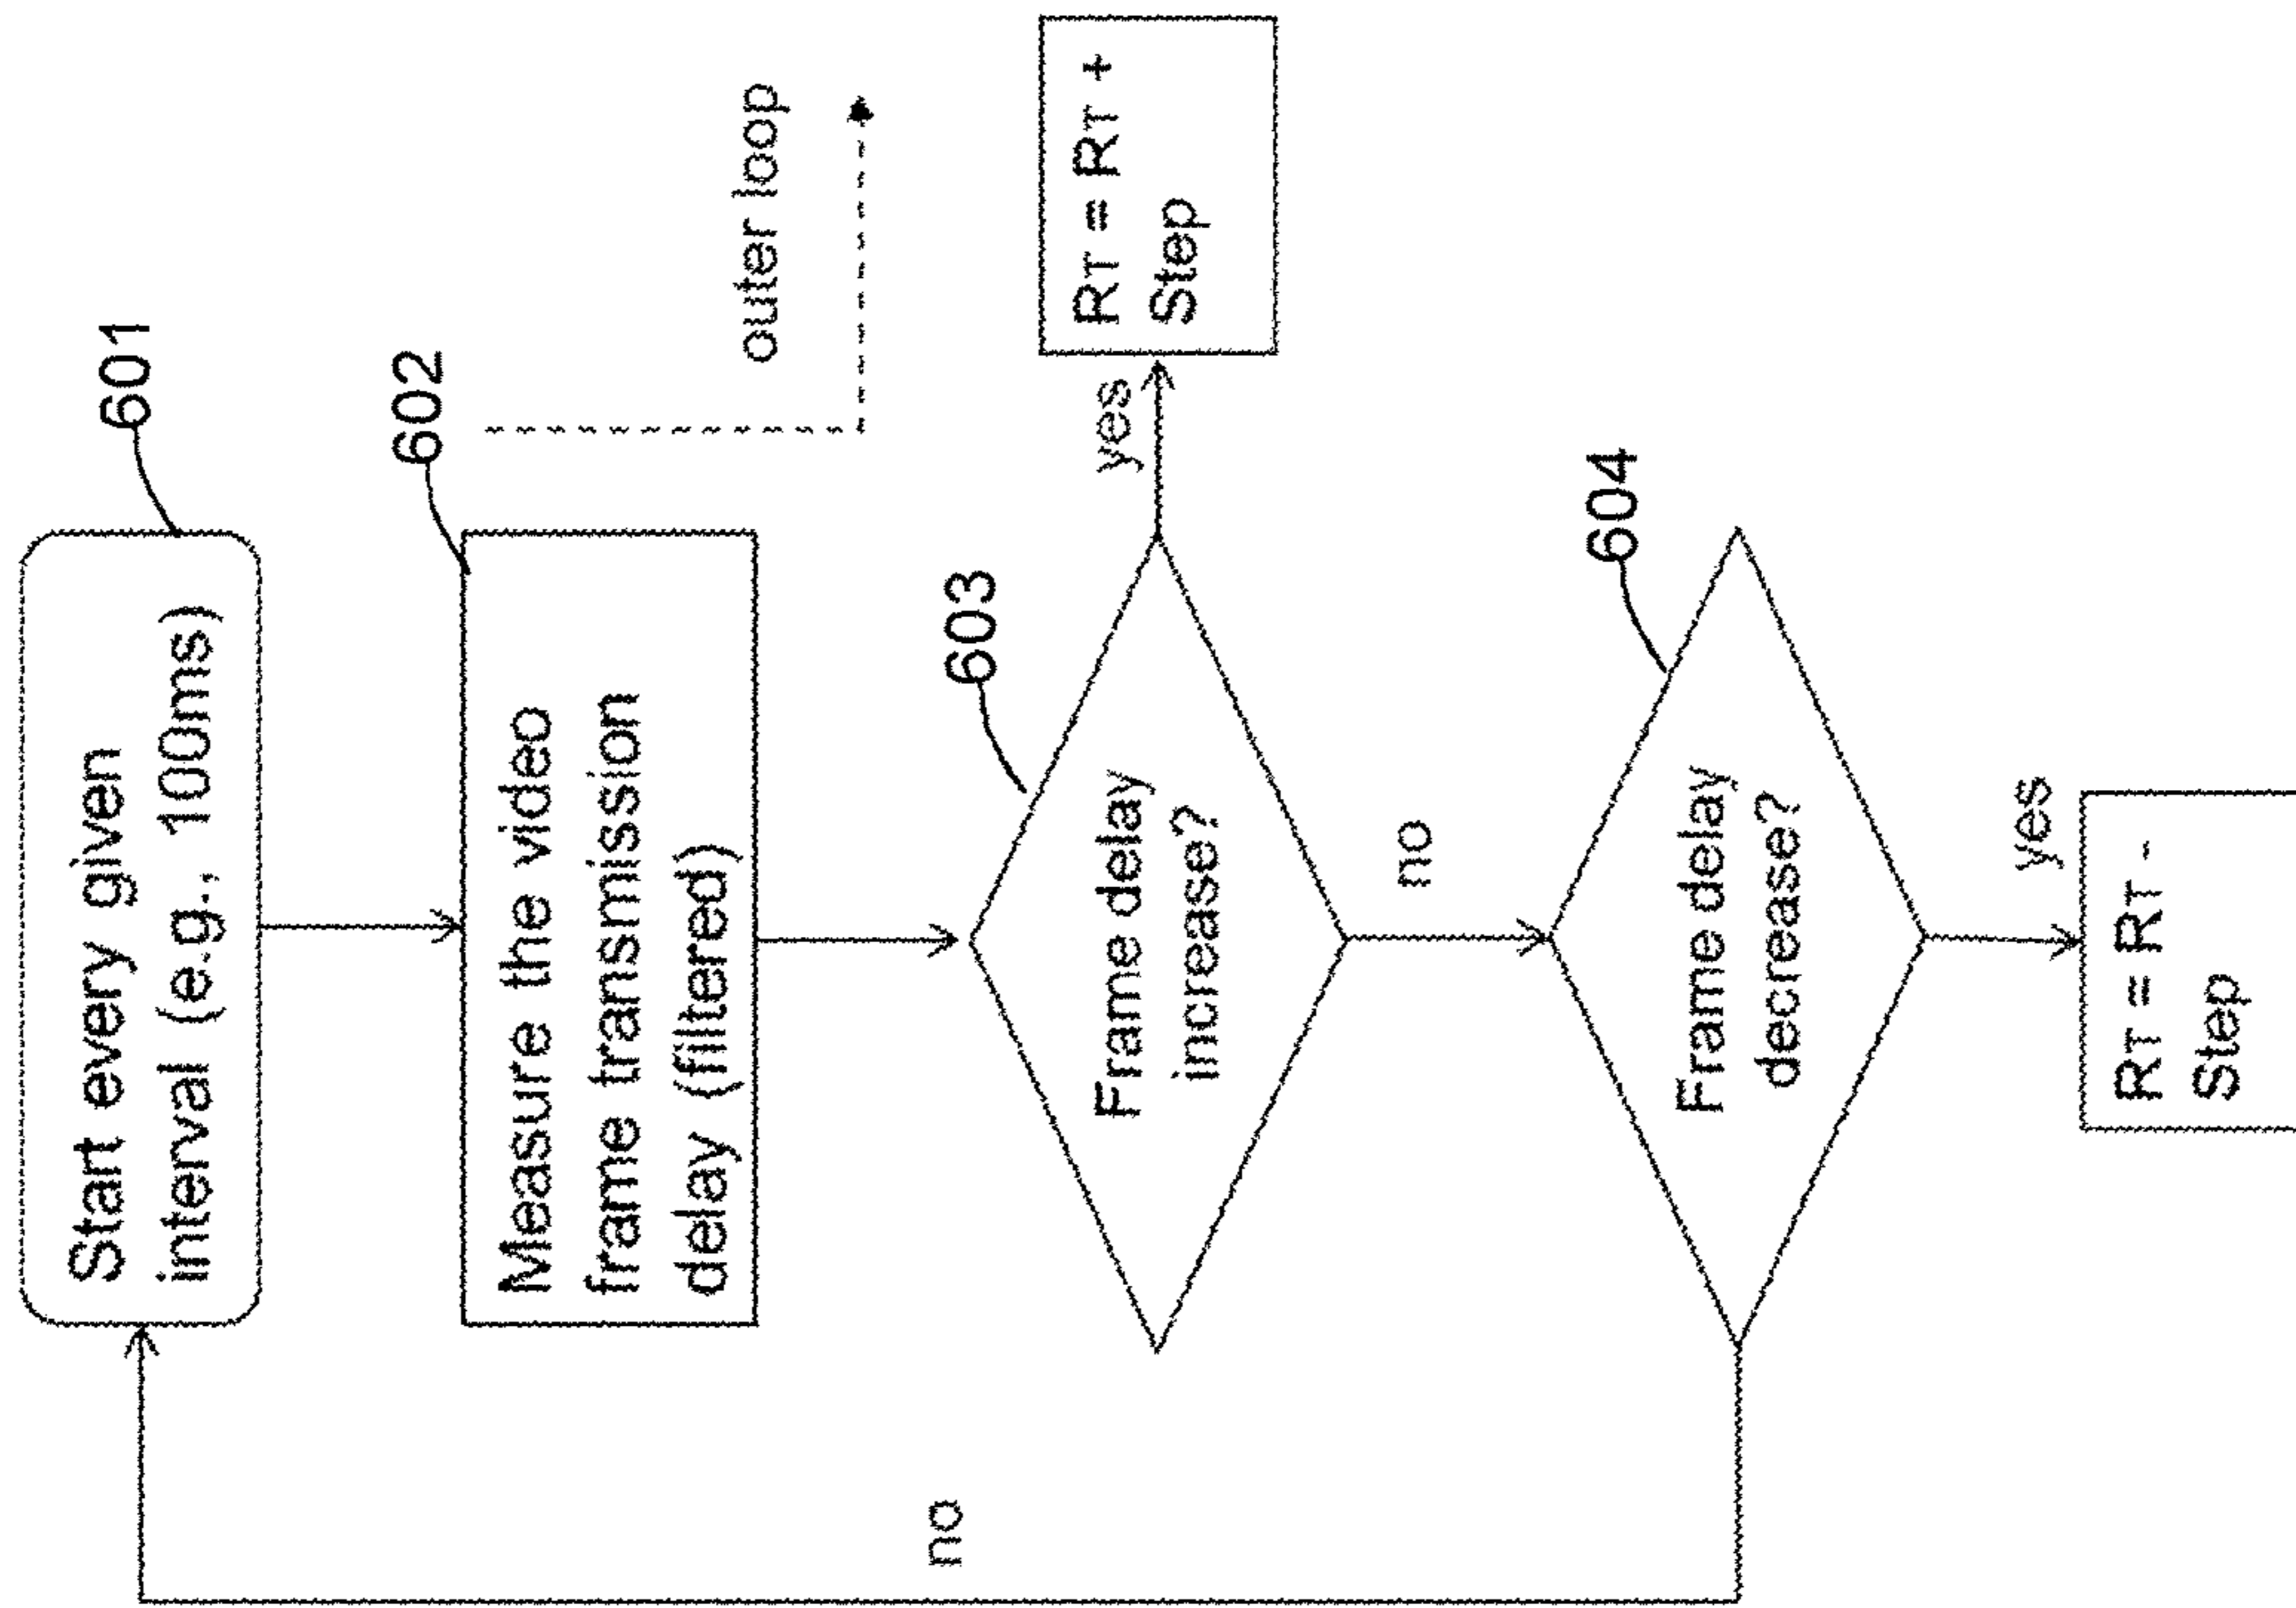 Start every given
interval (e.g., 100ms)
601
Measure the video
frame transmission
delay (filtered)
602
outer loop
Frame delay
increase?
603
yes
RT = RT +
Step
no
Frame delay
decrease?
604
yes
RT = RT -
Step
no